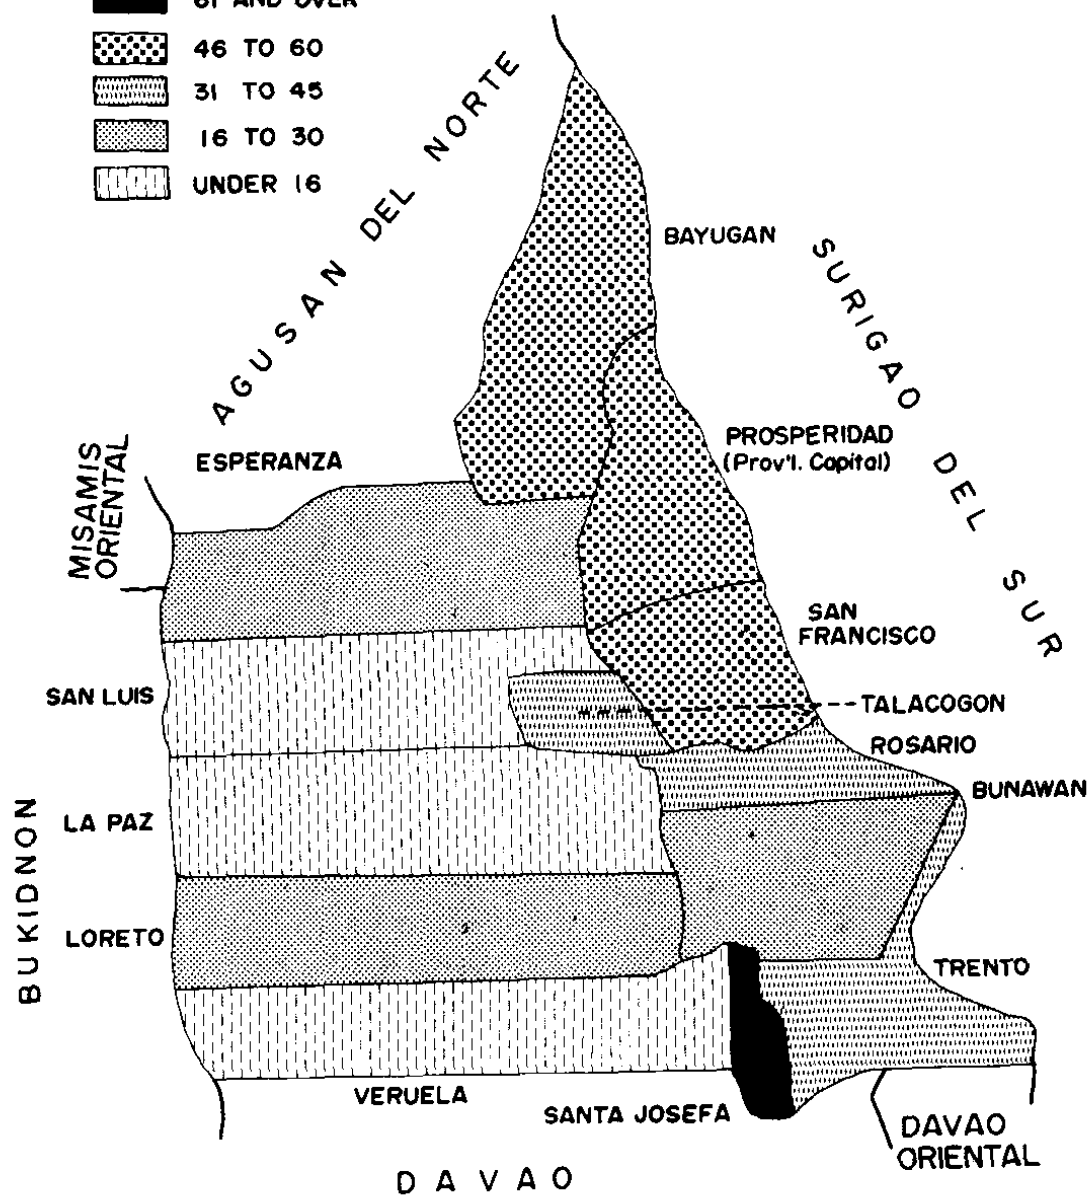 61 AND OVER
46 TO 60
31 TO 45
16 TO 30
UNDER 16
AGUSAN DEL NORTE
SURIGAO DEL SUR
BAYUGAN
PROSPERIDAD
(Prov'l. Capital)
MISAMIS
ORIENTAL
ESPERANZA
SAN
FRANCISCO
SAN LUIS
TALACOGON
ROSARIO
BUNAWAN
LA PAZ
BUKIDNON
LORETO
TRENTO
VERUELA
SANTA JOSEFA
DAVAO
ORIENTAL
DAVAO